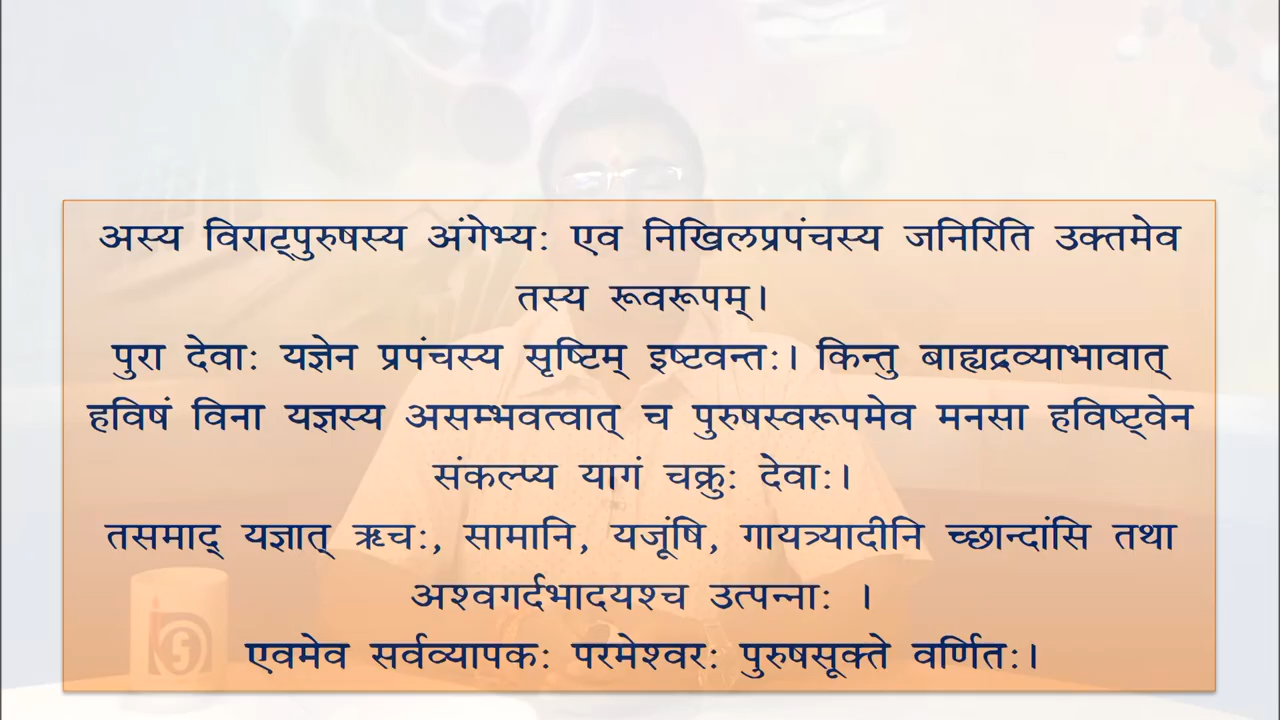 अस्य विराट्पुरुषस्य अंगेभ्यः एव निखिलप्रपंचस्य जनिरिति उक्तमेव
तस्य रूवरूपम्।
पुरा देवाः यज्ञेन प्रपंचस्य सृष्टिम् इष्टवन्तः। किन्तु बाह्यद्रव्याभावात्
हविषं विना यज्ञस्य असम्भवत्वात् च पुरुषस्वरूपमेव मनसा हविष्ट्वेन
संकल्प्य यागं चक्रुः देवाः।
तसमाद् यज्ञात् ऋचः, सामानि, यजूंषि, गायत्र्यादीनि च्छान्दांसि तथा
अश्वगर्दभादयश्च उत्पन्नाः ।
एवमेव सर्वव्यापकः परमेश्वरः पुरुषसूक्ते वर्णितः।